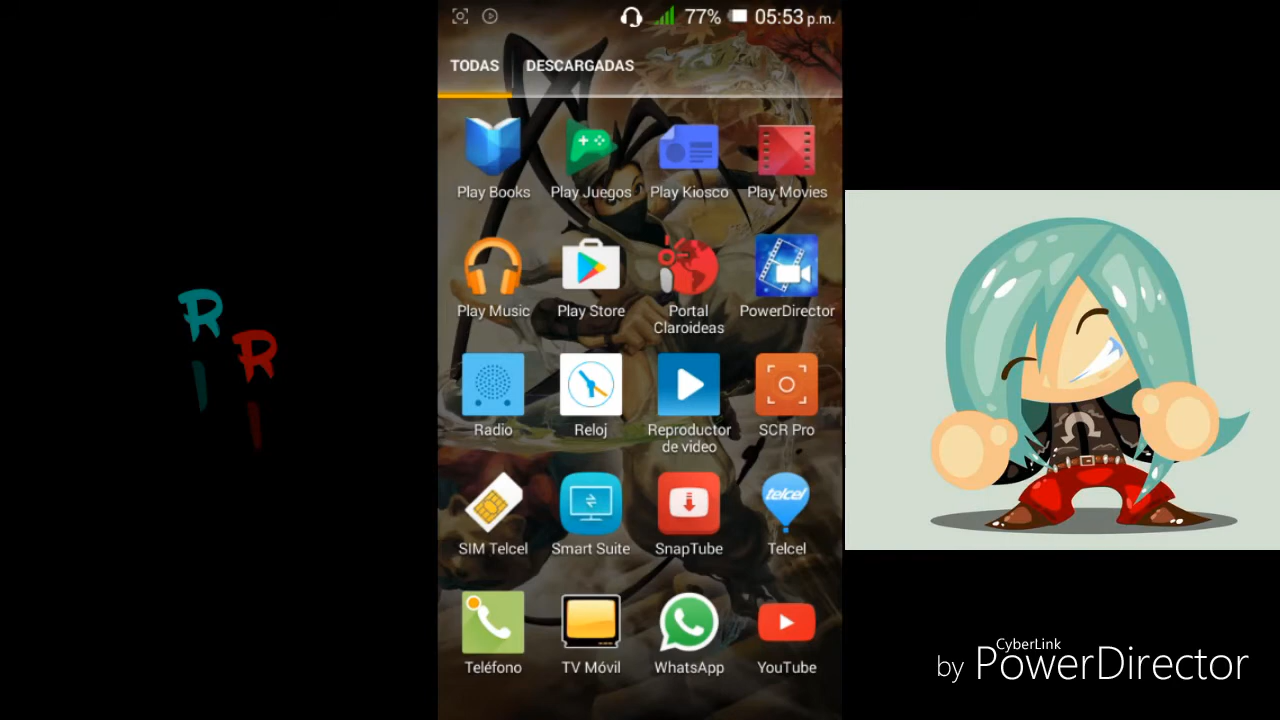 77% 05:53 p.m.
TODAS DESCARGADAS
Play Books Play Juegos Play Kiosco Play Movies
Play Music Play Store Portal Claroideas PowerDirector
Radio Reloj Reproductor de video SCR Pro
telcel
SIM Telcel Smart Suite SnapTube Telcel
Teléfono TV Móvil WhatsApp YouTube
R
R
CyberLink
by PowerDirector